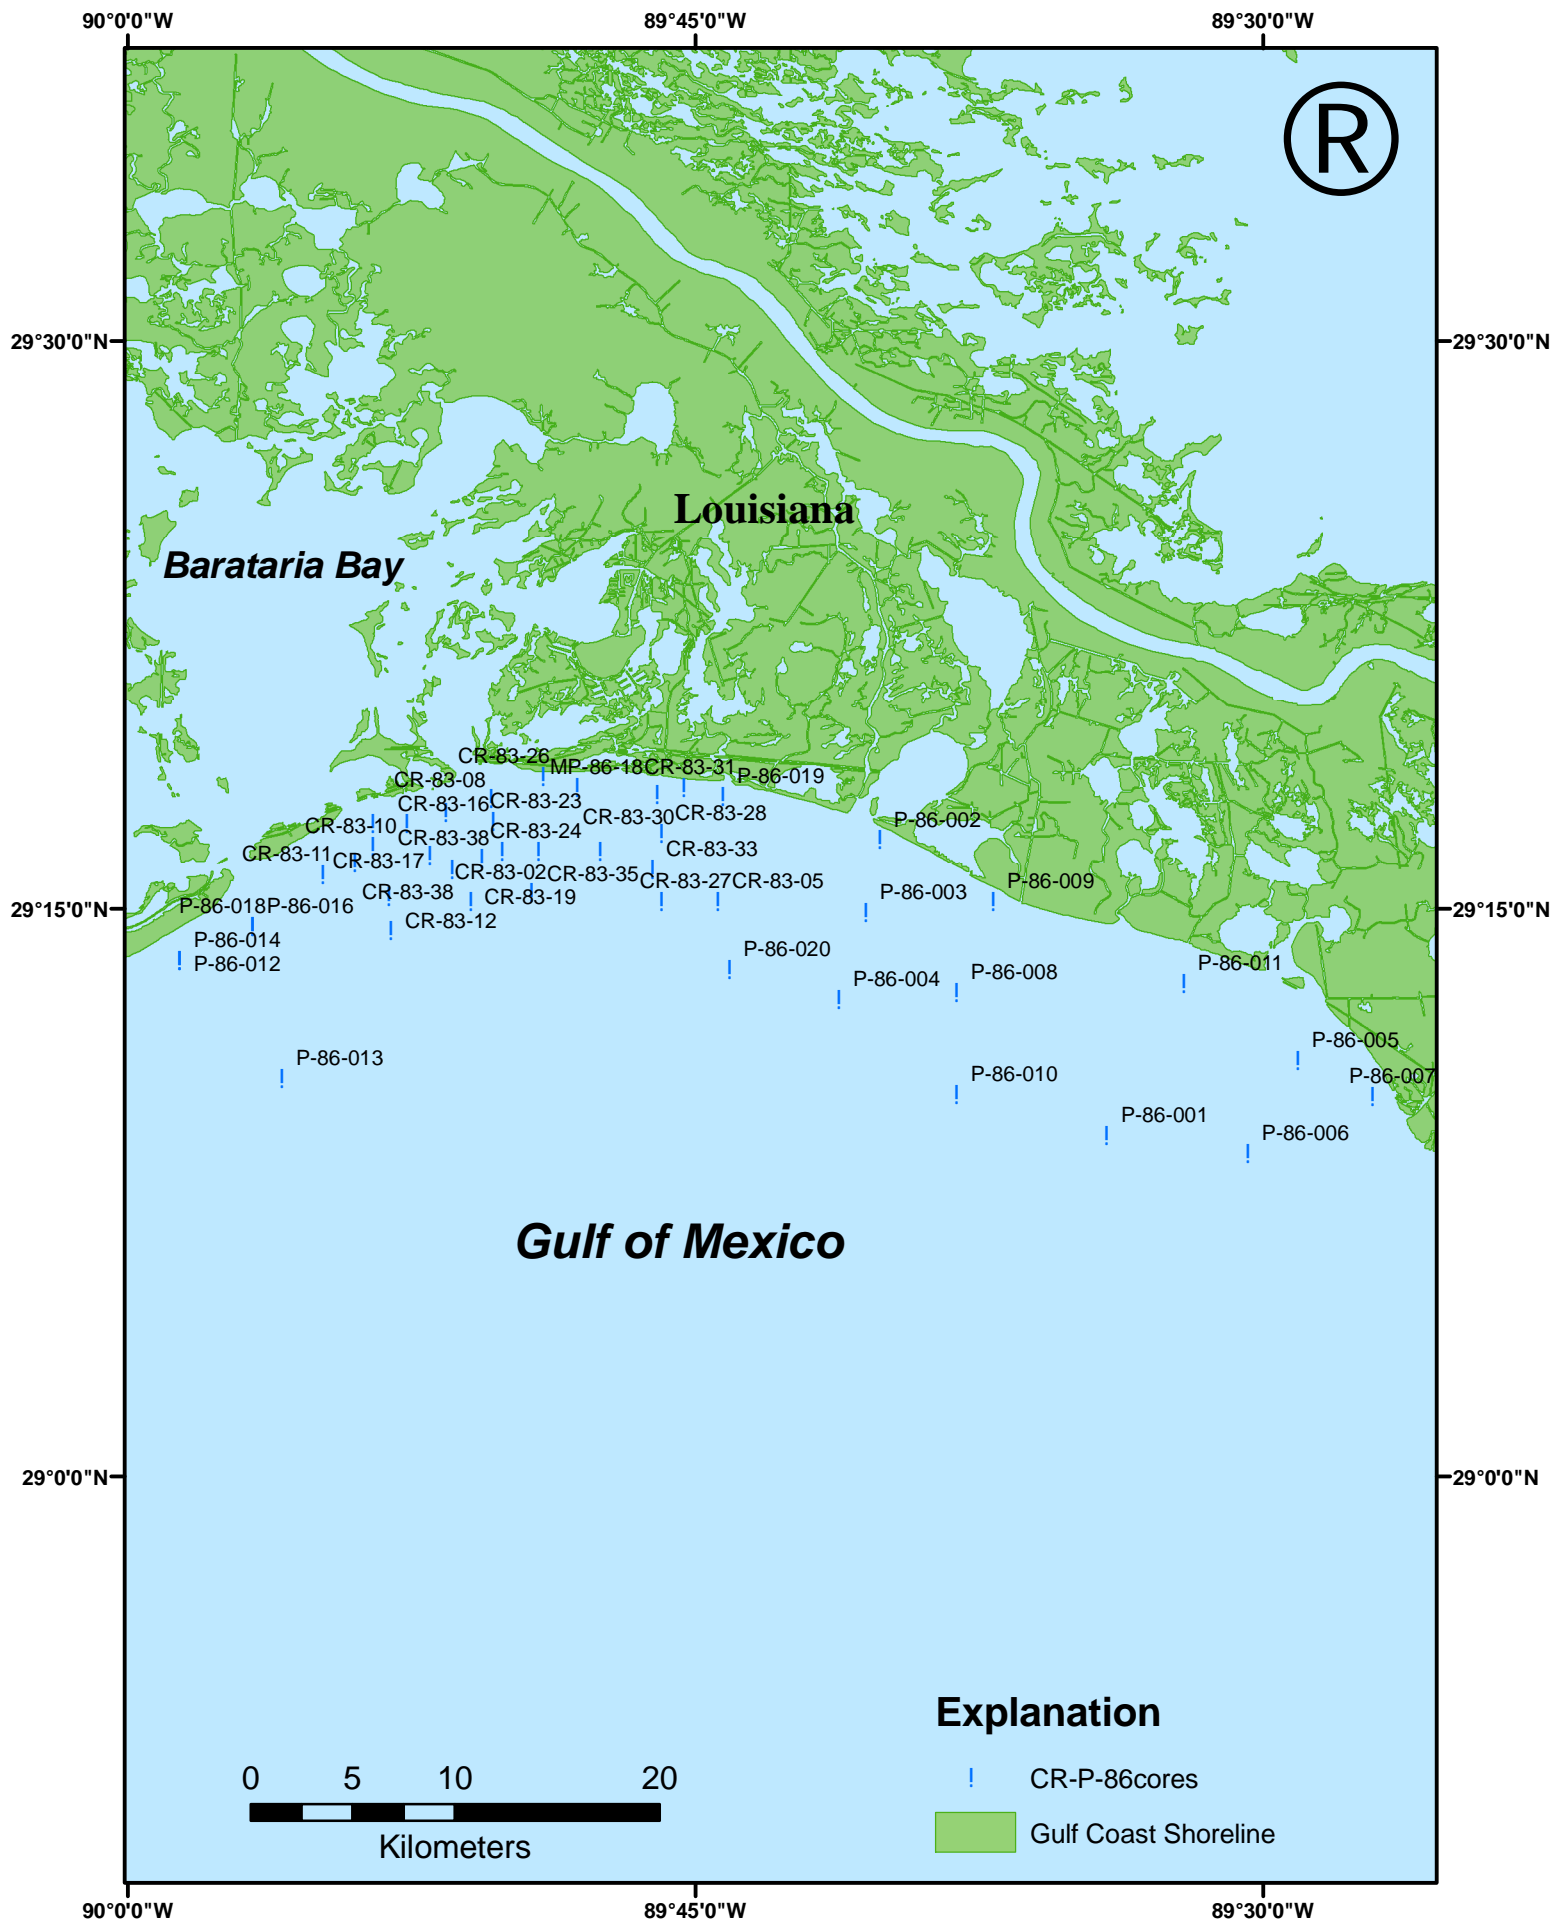 90°0'0"W
89°45'0"W
89°30'0"W
®
29°30'0"N
29°30'0"N
Louisiana
Barataria Bay
CR-83-26
MP-86-18
CR-83-31
P-86-019
CR-83-08
CR-83-16
CR-83-23
CR-83-30
CR-83-28
P-86-002
CR-83-10
CR-83-38
CR-83-24
CR-83-33
CR-83-11
CR-83-17
CR-83-02
CR-83-35
CR-83-27
CR-83-05
CR-83-38
CR-83-19
P-86-003
P-86-009
29°15'0"N
P-86-018
P-86-016
CR-83-12
29°15'0"N
P-86-014
P-86-012
P-86-020
P-86-004
P-86-008
P-86-011
P-86-013
P-86-005
P-86-010
P-86-007
P-86-001
P-86-006
Gulf of Mexico
29°0'0"N
29°0'0"N
Explanation
CR-P-86cores
Gulf Coast Shoreline
0 5 10 20
Kilometers
90°0'0"W
89°45'0"W
89°30'0"W